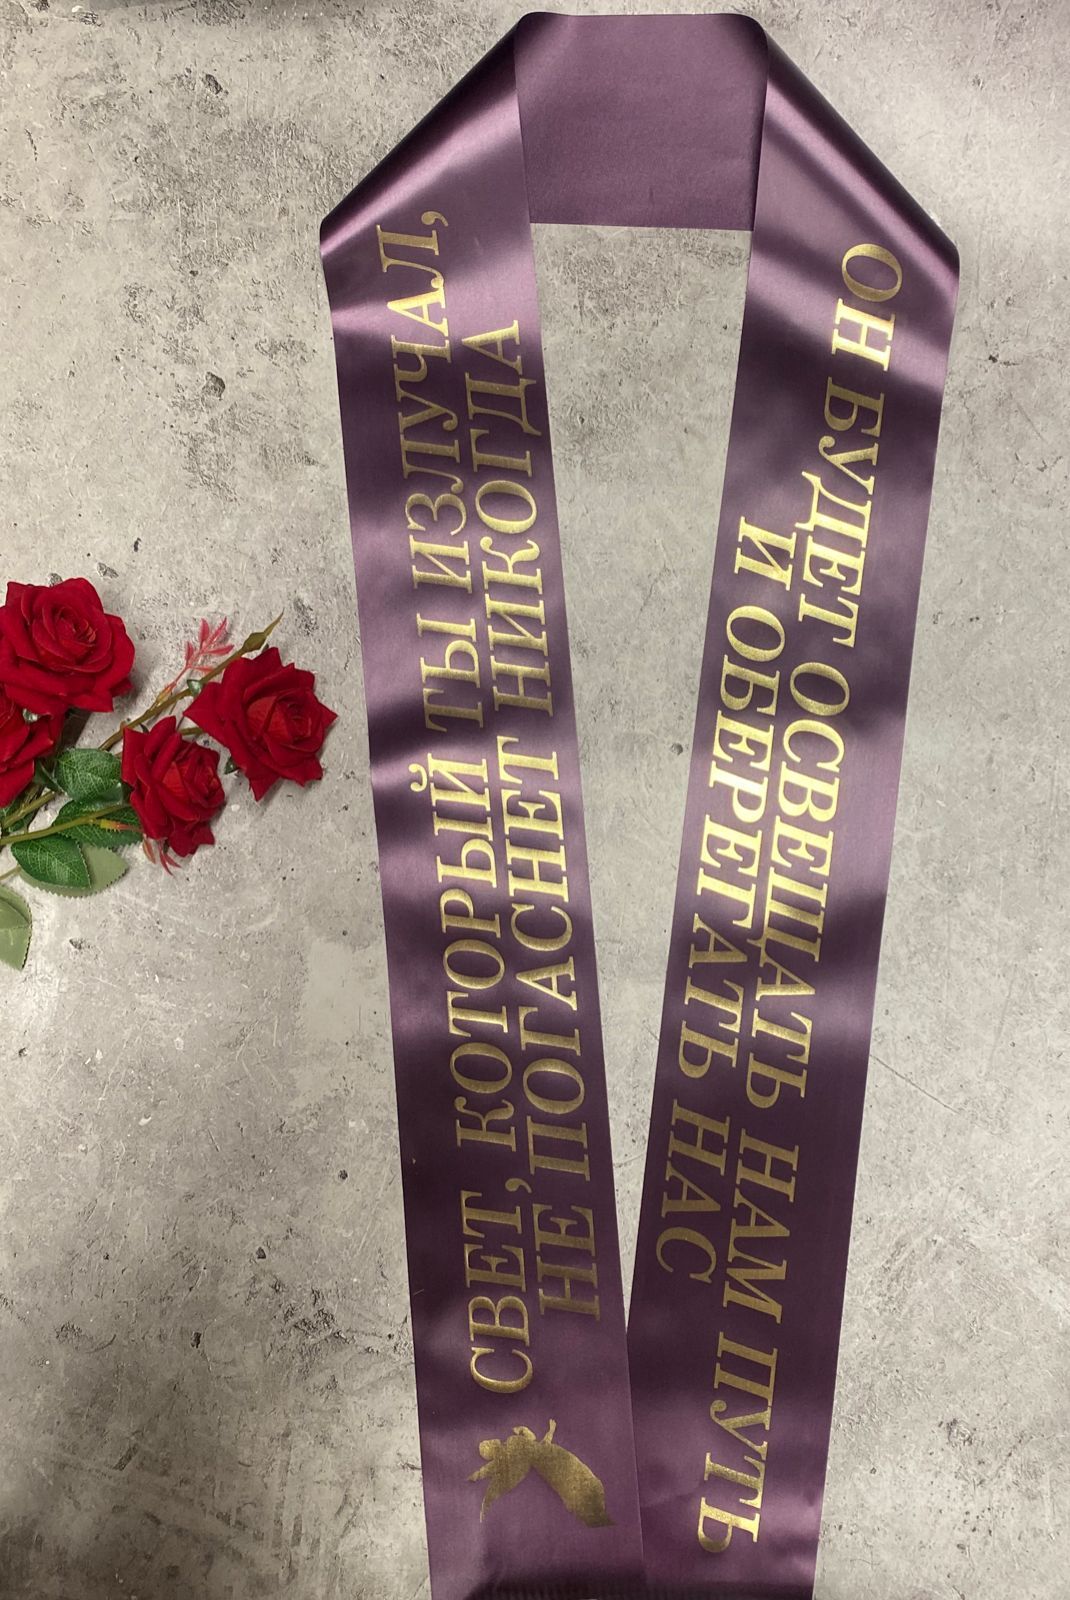 СВЕТ, КОТОРЫЙ ТЫ ИЗЛУЧАЛ,
НЕ ПОГАСНЕТ НИКОГДА
ОН БУДЕТ ОСВЕЩАТЬ НАМ ПУТЬ
И ОБЕРЕГАТЬ НАС